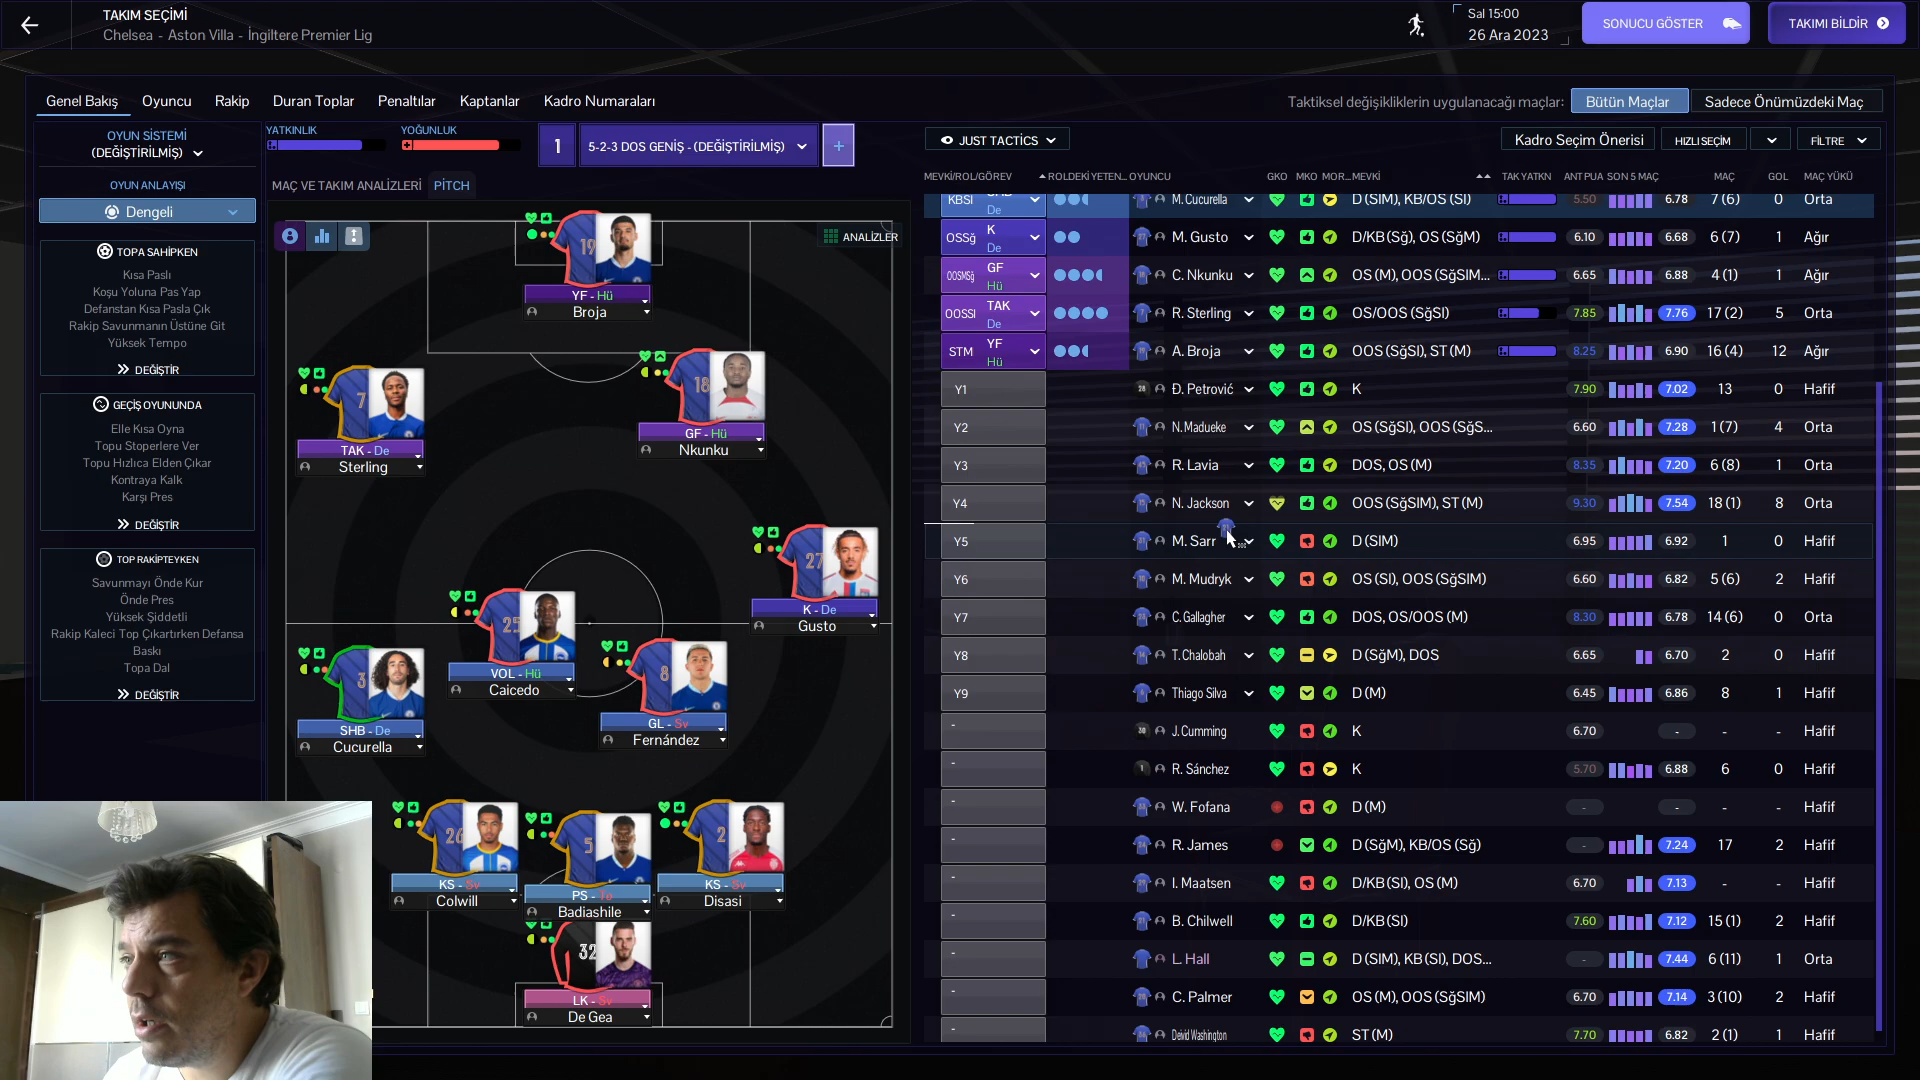 TAKIM SEÇİMİ
Chelsea - Aston Villa - İngiltere Premier Lig
Sal 15:00
26 Ara 2023
SONUCU GÖSTER
TAKIMI BİLDİR
Genel Bakış Oyuncu Rakip Duran Toplar Penaltılar Kaptanlar Kadro Numaraları
Taktiksel değişikliklerin uygulanacağı maçlar: Bütün Maçlar Sadece Önümüzdeki Maç
OYUN SİSTEMİ
(DEĞİŞTİRİLMİŞ)
OYUN ANLAYIŞI
Dengeli
TOPA SAHİPKEN
Kısa Paslı
Koşu Yoluna Pas Yap
Defanstan Kısa Pasla Çık
Rakip Savunmanın Üstüne Git
Yüksek Tempo
DEĞİŞTİR
GEÇİŞ OYUNUNDA
Elle Kısa Oyna
Topu Stoperlere Ver
Topu Hızlıca Elden Çıkar
Kontraya Kalk
Karşı Pres
DEĞİŞTİR
TOP RAKİPTEYKEN
Savunmayı Önde Kur
Önde Pres
Yüksek Şiddetli
Rakip Kaleci Top Çıkartırken Defansa
Baskı
Topa Dal
DEĞİŞTİR
YATKINLIK
YOĞUNLUK
1
5-2-3 DOS GENİŞ - (DEĞİŞTİRİLMİŞ)
+
MAÇ VE TAKIM ANALİZLERİ PITCH
ANALİZLER
19
YF - Hü
Broja
7
TAK - De
Sterling
18
GF - Hü
Nkunku
27
K - De
Gusto
25
VOL - Hü
Caicedo
3
SHB - De
Cucurella
8
GL - Sv
Fernández
26
KS - Sv
Colwill
5
PS - To
Badiashile
2
KS - Sv
Disasi
32
LK - Sv
De Gea
JUST TACTICS
Kadro Seçim Önerisi
HIZLI SEÇİM
FİLTRE
MEVKİ/ROL/GÖREV ROLDEKİ YETEN... OYUNCU GKO MKO MOR... MEVKİ TAK YATKN ANT PUA SON 5 MAÇ MAÇ GOL MAÇ YÜKÜ
KBSI De M. Cucurella D (SIM), KB/OS (SI) 5.50 6.78 7 (6) 0 Orta
OSSğ K De M. Gusto D/KB (Sğ), OS (SğM) 6.10 6.68 6 (7) 1 Ağır
OOSMSğ GF Hü C. Nkunku OS (M), OOS (SğSIM... 6.65 6.88 4 (1) 1 Ağır
OOSSI TAK De R. Sterling OS/OOS (SğSI) 7.85 7.76 17 (2) 5 Orta
STM YF Hü A. Broja OOS (SğSI), ST (M) 8.25 6.90 16 (4) 12 Ağır
Y1 Đ. Petrović K 7.90 7.02 13 0 Hafif
Y2 N. Madueke OS (SğSI), OOS (SğS... 6.60 7.28 1 (7) 4 Orta
Y3 R. Lavia DOS, OS (M) 8.35 7.20 6 (8) 1 Orta
Y4 N. Jackson OOS (SğSIM), ST (M) 9.30 7.54 18 (1) 8 Orta
Y5 M. Sarr D (SIM) 6.95 6.92 1 0 Hafif
Y6 M. Mudryk OS (SI), OOS (SğSIM) 6.60 6.82 5 (6) 2 Hafif
Y7 C. Gallagher DOS, OS/OOS (M) 8.30 6.78 14 (6) 0 Orta
Y8 T. Chalobah D (SğM), DOS 6.65 6.70 2 0 Hafif
Y9 Thiago Silva D (M) 6.45 6.86 8 1 Hafif
- J. Cumming K 6.70 - - - Hafif
- R. Sánchez K 5.70 6.88 6 0 Hafif
- W. Fofana D (M) - - - - Hafif
- R. James D (SğM), KB/OS (Sğ) - 7.24 17 2 Hafif
- I. Maatsen D/KB (SI), OS (M) 6.70 7.13 - - Hafif
- B. Chilwell D/KB (SI) 7.60 7.12 15 (1) 2 Hafif
- L. Hall D (SIM), KB (SI), DOS... - 7.44 6 (11) 1 Orta
- C. Palmer OS (M), OOS (SğSIM) 6.70 7.14 3 (10) 2 Hafif
- Deivid Washington ST (M) 7.70 6.82 2 (1) 1 Hafif